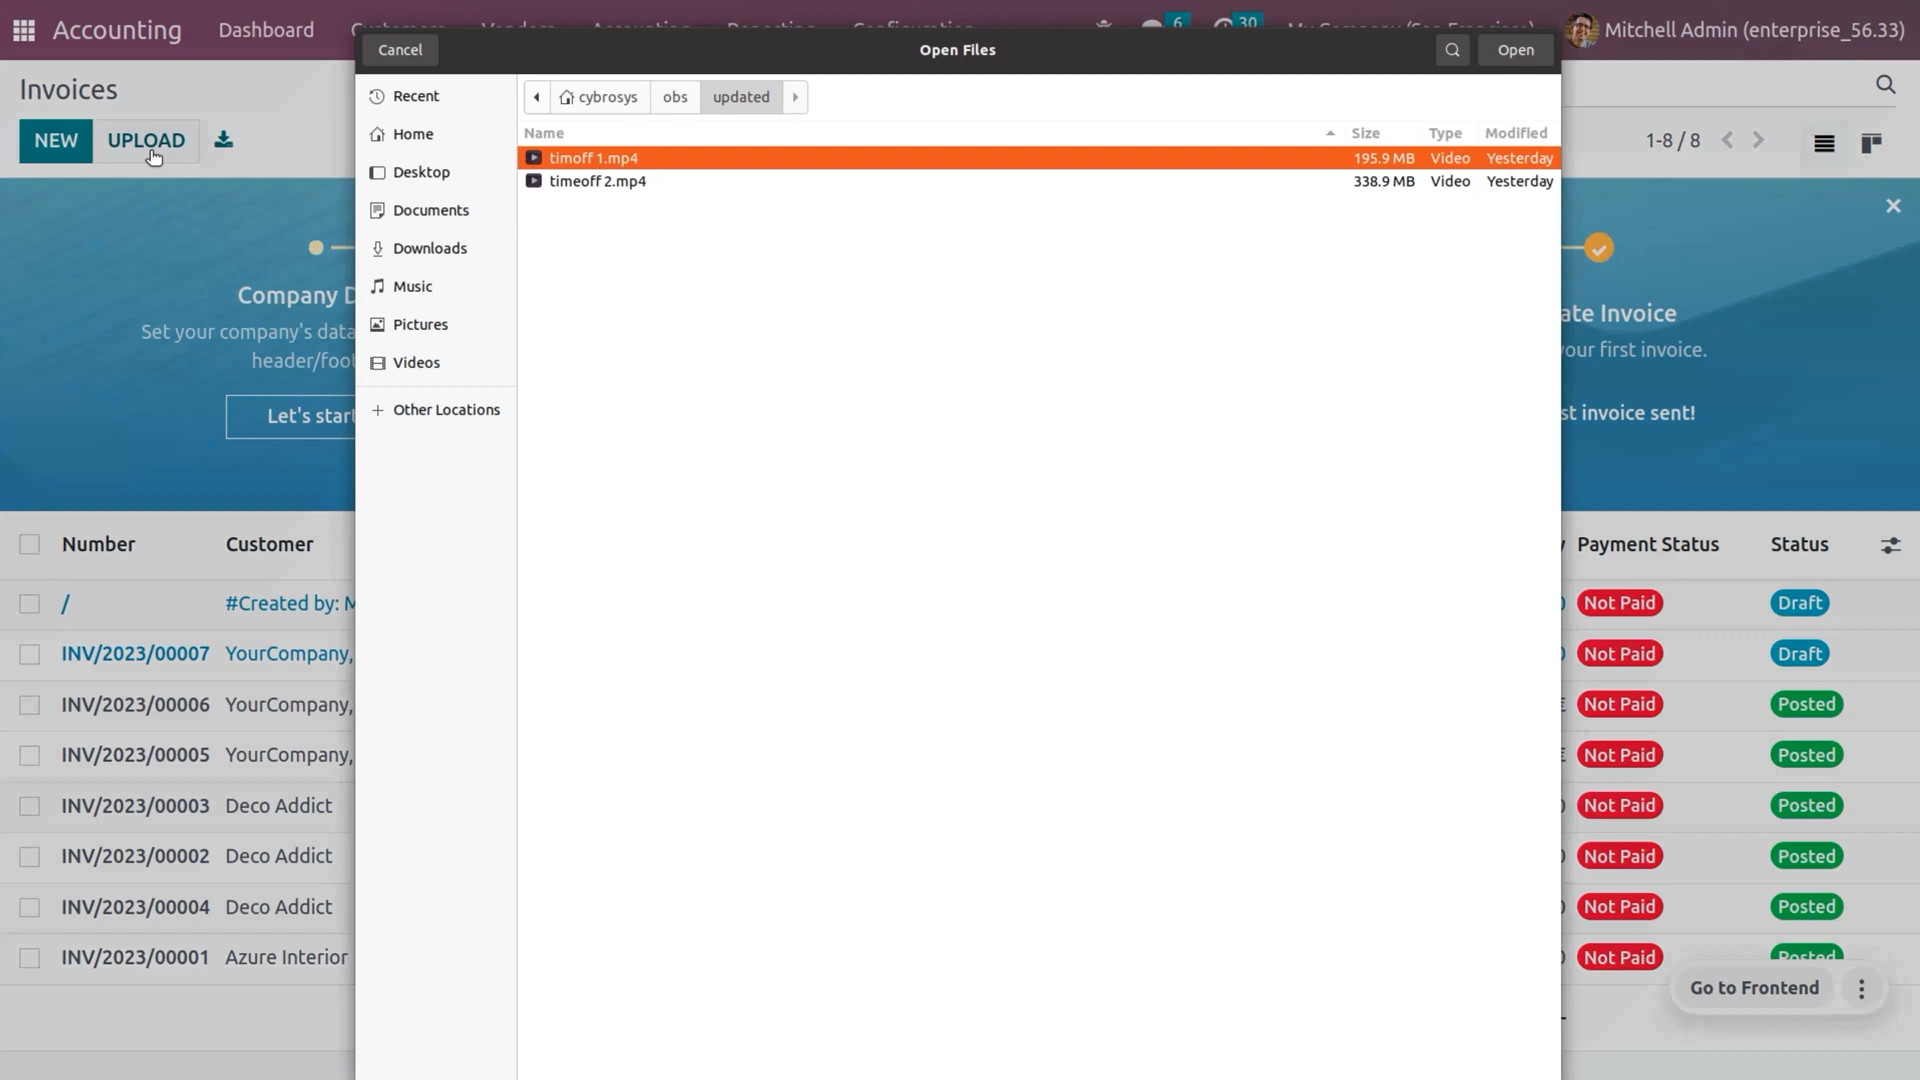 Accounting Dashboard Mitchell Admin (enterprise_56.33)
6 30
Cancel Open Files Open
Invoices
NEW UPLOAD
1-8 / 8
Recent
Home
Desktop
Documents
Downloads
Music
Pictures
Videos
Other Locations
cybrosys obs updated
Name Size Type Modified
timoff 1.mp4 195.9 MB Video Yesterday
timeoff 2.mp4 338.9 MB Video Yesterday
Company D
Set your company's data
header/foot
Let's start
ate Invoice
our first invoice.
st invoice sent!
Number Customer Payment Status Status
/ #Created by: M Not Paid Draft
INV/2023/00007 YourCompany, Not Paid Draft
INV/2023/00006 YourCompany, Not Paid Posted
INV/2023/00005 YourCompany, Not Paid Posted
INV/2023/00003 Deco Addict Not Paid Posted
INV/2023/00002 Deco Addict Not Paid Posted
INV/2023/00004 Deco Addict Not Paid Posted
INV/2023/00001 Azure Interior Not Paid Posted
Go to Frontend